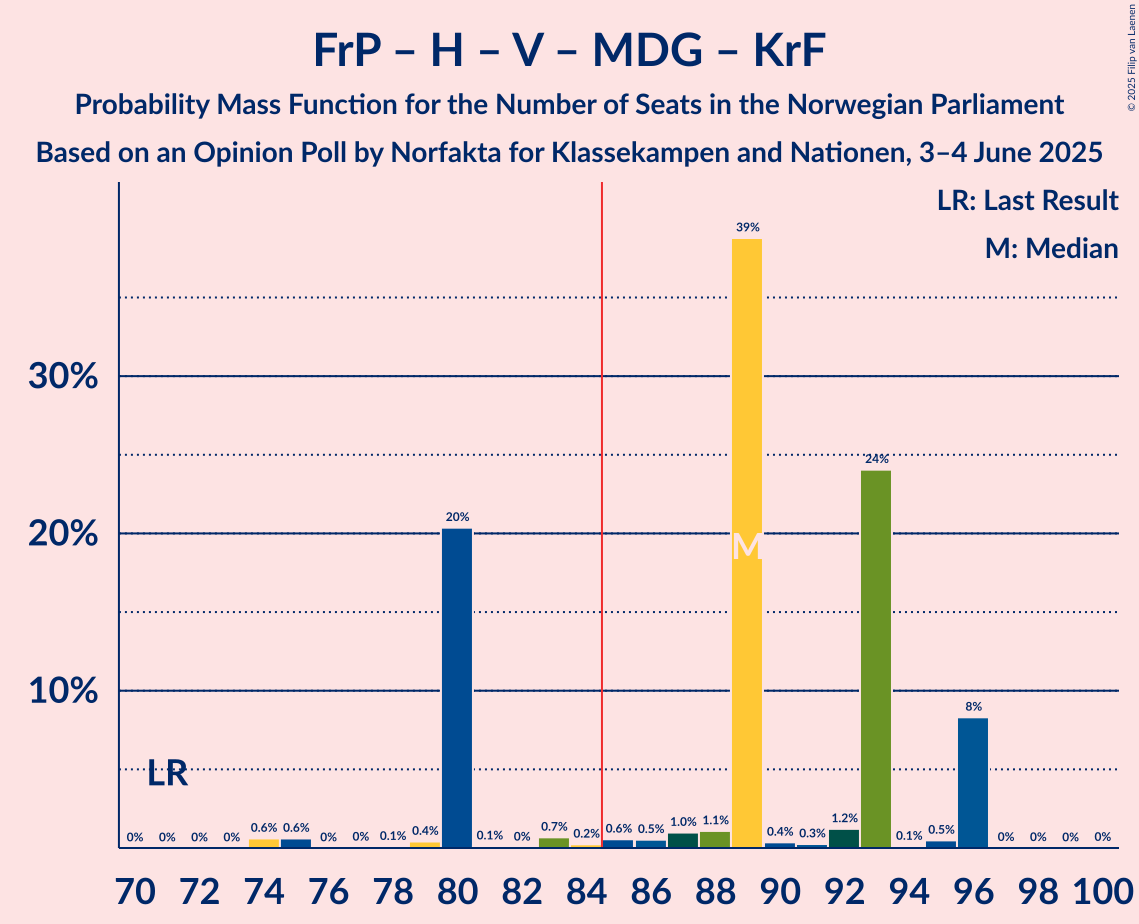 FrP – H – V – MDG – KrF
Probability Mass Function for the Number of Seats in the Norwegian Parliament
Based on an Opinion Poll by Norfakta for Klassekampen and Nationen, 3–4 June 2025
© 2025 Filip van Laenen
LR: Last Result
M: Median
39%
30%
24%
20%
20%
M
10%
8%
LR
0% 0% 0% 0% 0.6% 0.6% 0% 0% 0.1% 0.4% 0.1% 0% 0.7% 0.2% 0.6% 0.5% 1.0% 1.1% 0.4% 0.3% 1.2% 0.1% 0.5% 0% 0% 0% 0%
70 72 74 76 78 80 82 84 86 88 90 92 94 96 98 100